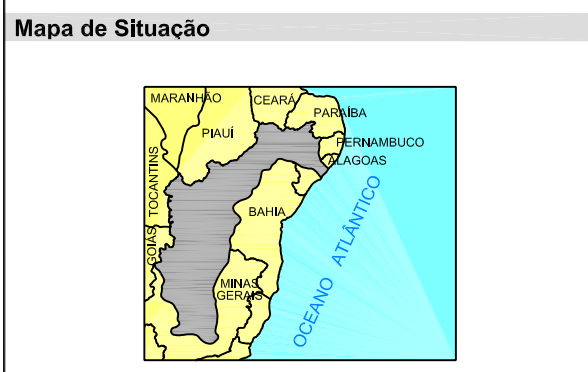 Mapa de Situação
MARANHÃO
CEARÁ
PARAÍBA
PIAUÍ
PERNAMBUCO
ALAGOAS
TOCANTINS
BAHIA
GOIÁS
OCEANO ATLÂNTICO
MINAS
GERAIS